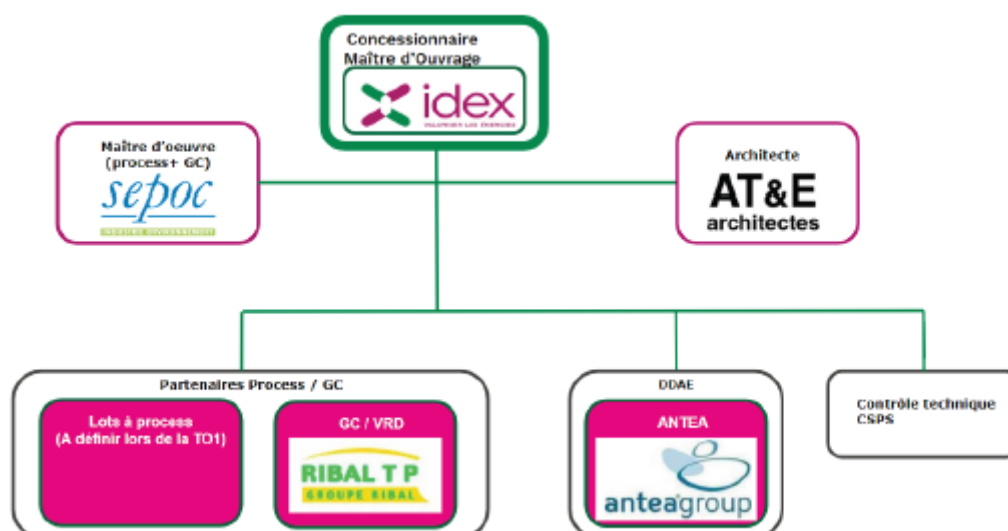 Concessionnaire
Maître d'Ouvrage
idex
Maître d'oeuvre
(process+ GC)
sepoc
Architecte
AT&E
architectes
Partenaires Process / GC
Lots à process
(A définir lors de la TO1)
GC / VRD
RIBAL T P
GROUPE RIBAL
DDAE
ANTEA
anteagroup
Contrôle technique
CSPS